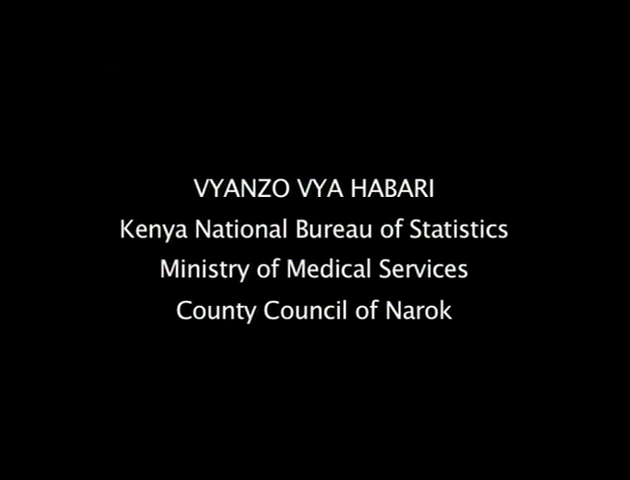 VYANZO VYA HABARI
Kenya National Bureau of Statistics
Ministry of Medical Services
County Council of Narok